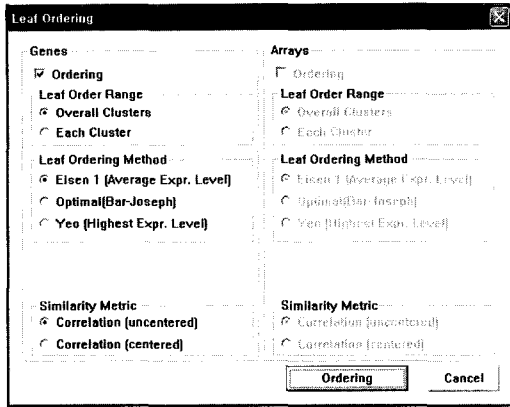 Leaf Ordering
Genes
Ordering
Leaf Order Range
Overall Clusters
Each Cluster
Leaf Ordering Method
Eisen 1 (Average Expr. Level)
Optimal(Bar-Joseph)
Yeo (Highest Expr. Level)
Similarity Metric
Correlation (uncentered)
Correlation (centered)
Arrays
Ordering
Leaf Order Range
Overall Clusters
Each Cluster
Leaf Ordering Method
Eisen 1 (Average Expr. Level)
Optimal(Bar-Joseph)
Yeo (Highest Expr. Level)
Similarity Metric
Correlation (uncentered)
Correlation (centered)
Ordering
Cancel